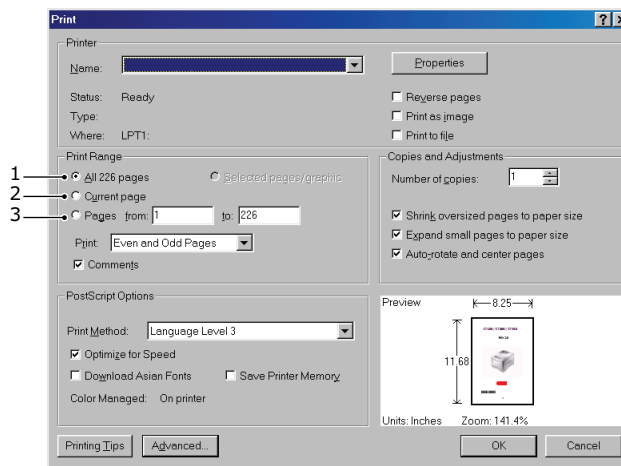 Print
Printer
Name:
Properties
Status: Ready
Type:
Where: LPT1:
Reverse pages
Print as image
Print to file
Print Range
1
All 226 pages
Selected pages/graphic
2
Current page
3
Pages from: 1 to: 226
Print: Even and Odd Pages
Comments
Copies and Adjustments
Number of copies: 1
Shrink oversized pages to paper size
Expand small pages to paper size
Auto-rotate and center pages
PostScript Options
Print Method: Language Level 3
Optimize for Speed
Download Asian Fonts
Save Printer Memory
Color Managed: On printer
Preview
8.25
11.68
Units: Inches Zoom: 141.4%
Printing Tips
Advanced...
OK
Cancel